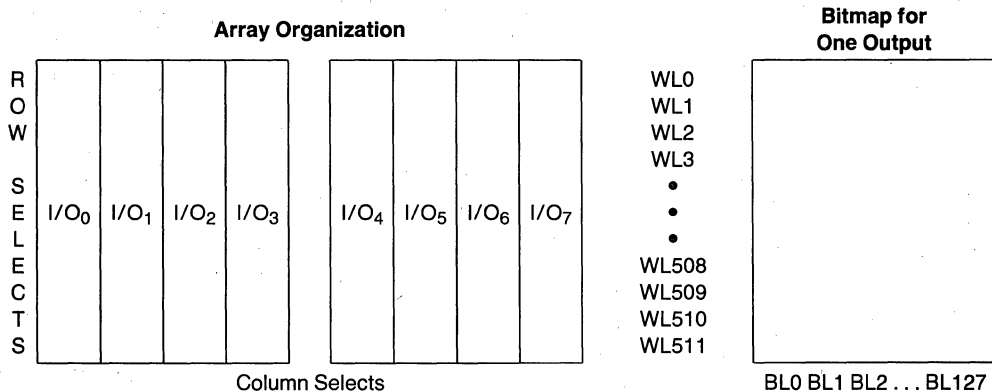 Array Organization
Bitmap for
One Output
R
O
W
S
E
L
E
C
T
S
I/O0 I/O1 I/O2 I/O3 I/O4 I/O5 I/O6 I/O7
WL0
WL1
WL2
WL3
•
•
•
WL508
WL509
WL510
WL511
Column Selects
BL0 BL1 BL2 . . . BL127